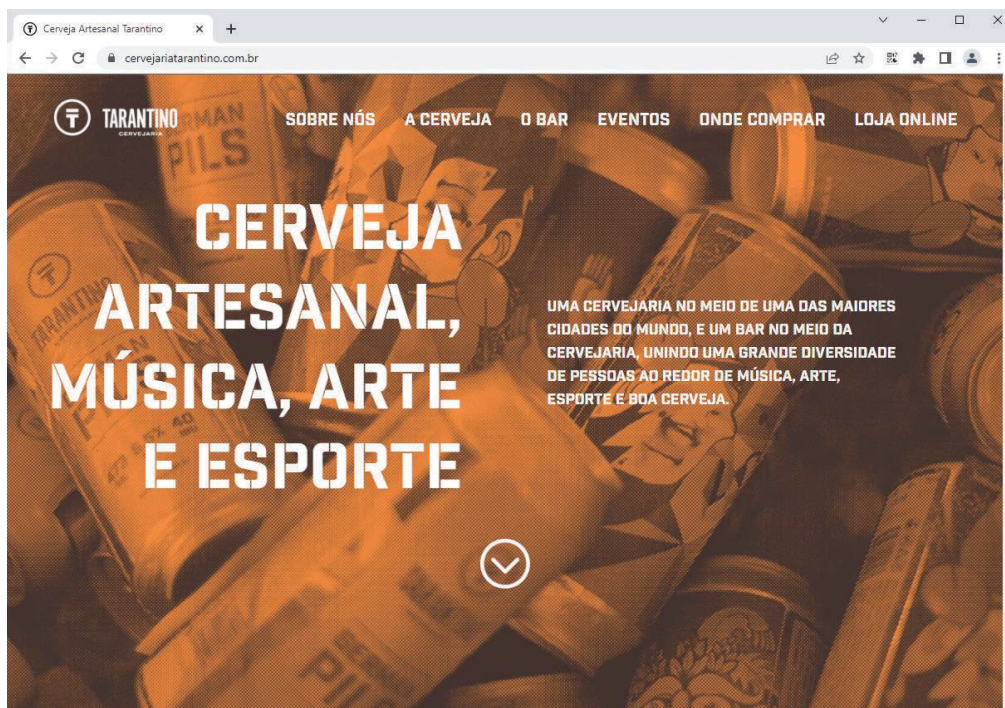 Cerveja Artesanal Tarantino
cervejariatarantino.com.br
TARANTINO
CERVEJARIA
SOBRE NÓS
A CERVEJA
O BAR
EVENTOS
ONDE COMPRAR
LOJA ONLINE
CERVEJA
ARTESANAL,
MÚSICA, ARTE
E ESPORTE
UMA CERVEJARIA NO MEIO DE UMA DAS MAIORES
CIDADES DO MUNDO, E UM BAR NO MEIO DA
CERVEJARIA, UNINDO UMA GRANDE DIVERSIDADE
DE PESSOAS AO REDOR DE MÚSICA, ARTE,
ESPORTE E BOA CERVEJA.
GERMAN
PILS
TARANTINO